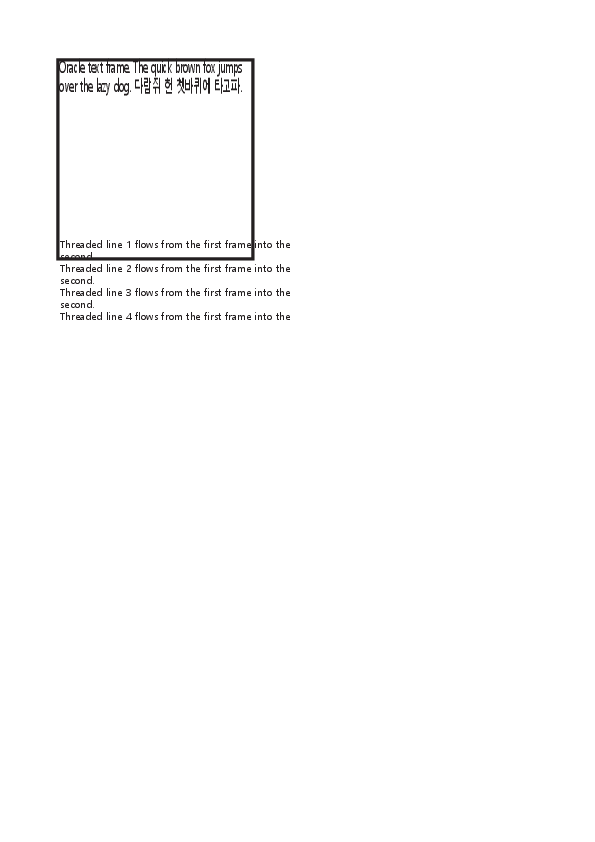 Oracle text frame. The quick brown fox jumps
over the lazy dog. 다람쥐 헌 쳇바퀴에 타고파.
Threaded line 1 flows from the first frame into the
second.
Threaded line 2 flows from the first frame into the
second.
Threaded line 3 flows from the first frame into the
second.
Threaded line 4 flows from the first frame into the